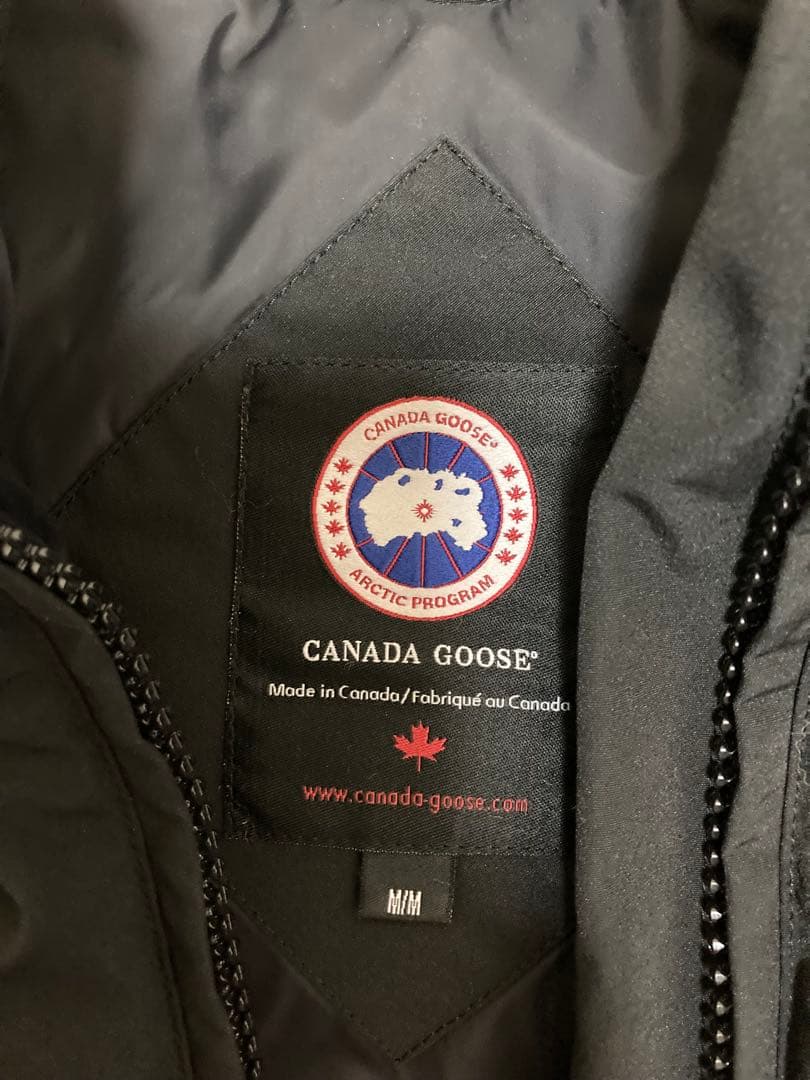 CANADA GOOSE®
ARCTIC PROGRAM
CANADA GOOSE®
Made in Canada/Fabriqué au Canada
www.canada-goose.com
M/M